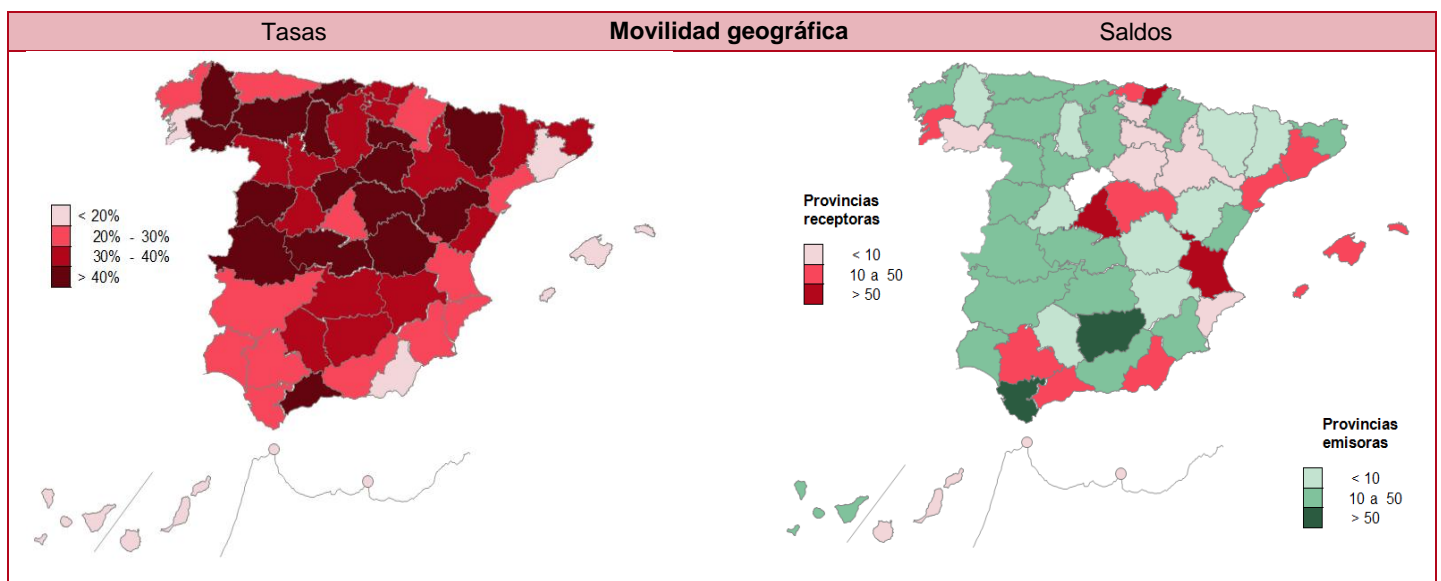 Tasas
Movilidad geográfica
Saldos
< 20%
20% - 30%
30% - 40%
> 40%
Provincias
receptoras
< 10
10 a 50
> 50
Provincias
emisoras
< 10
10 a 50
> 50